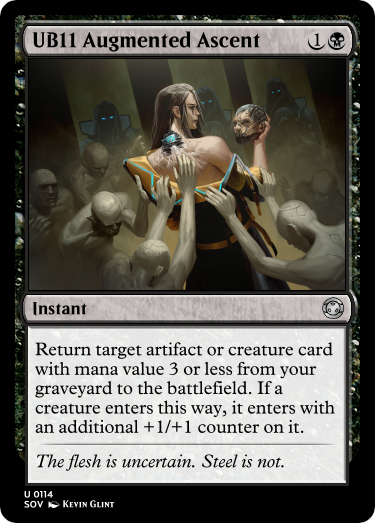 UB11 Augmented Ascent 1
Instant
Return target artifact or creature card
with mana value 3 or less from your
graveyard to the battlefield. If a
creature enters this way, it enters with
an additional +1/+1 counter on it.
The flesh is uncertain. Steel is not.
U 0114
SOV KEVIN GLINT